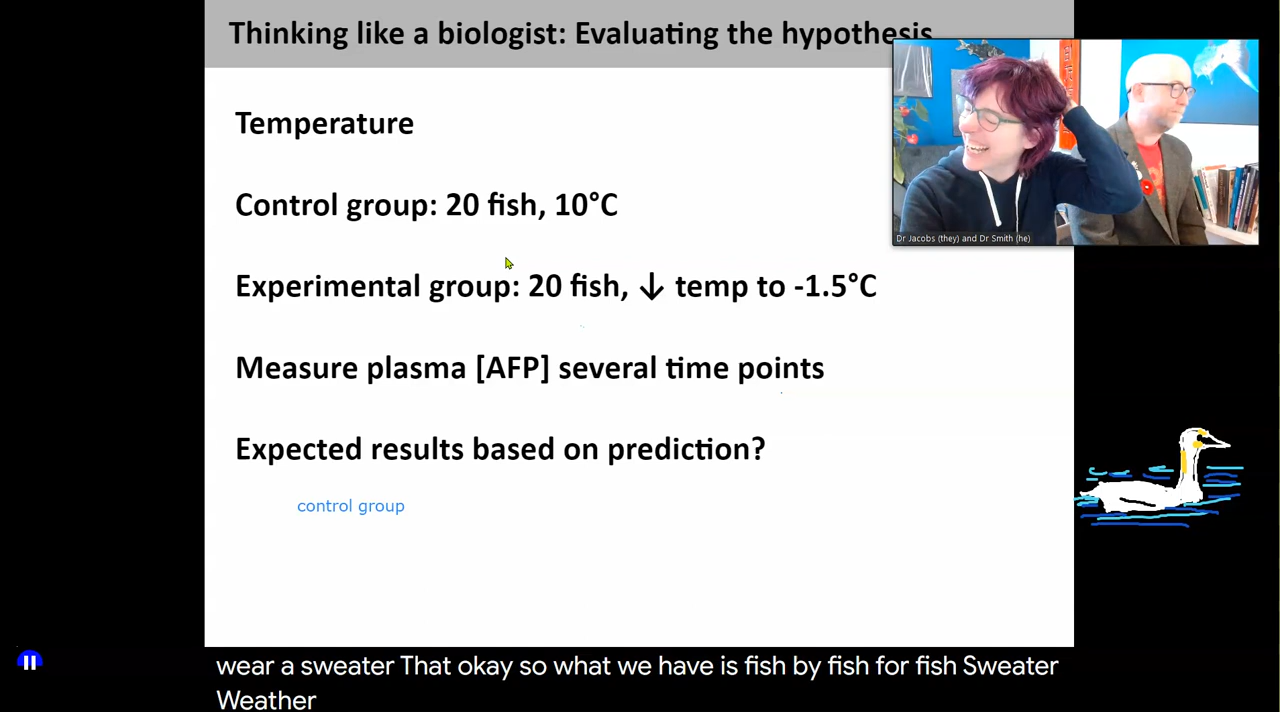 Thinking like a biologist: Evaluating the hypothesis
Temperature
Control group: 20 fish, 10°C
Experimental group: 20 fish, ↓ temp to -1.5°C
Measure plasma [AFP] several time points
Expected results based on prediction?
control group
Dr Jacobs (they) and Dr Smith (he)
wear a sweater That okay so what we have is fish by fish for fish Sweater
Weather